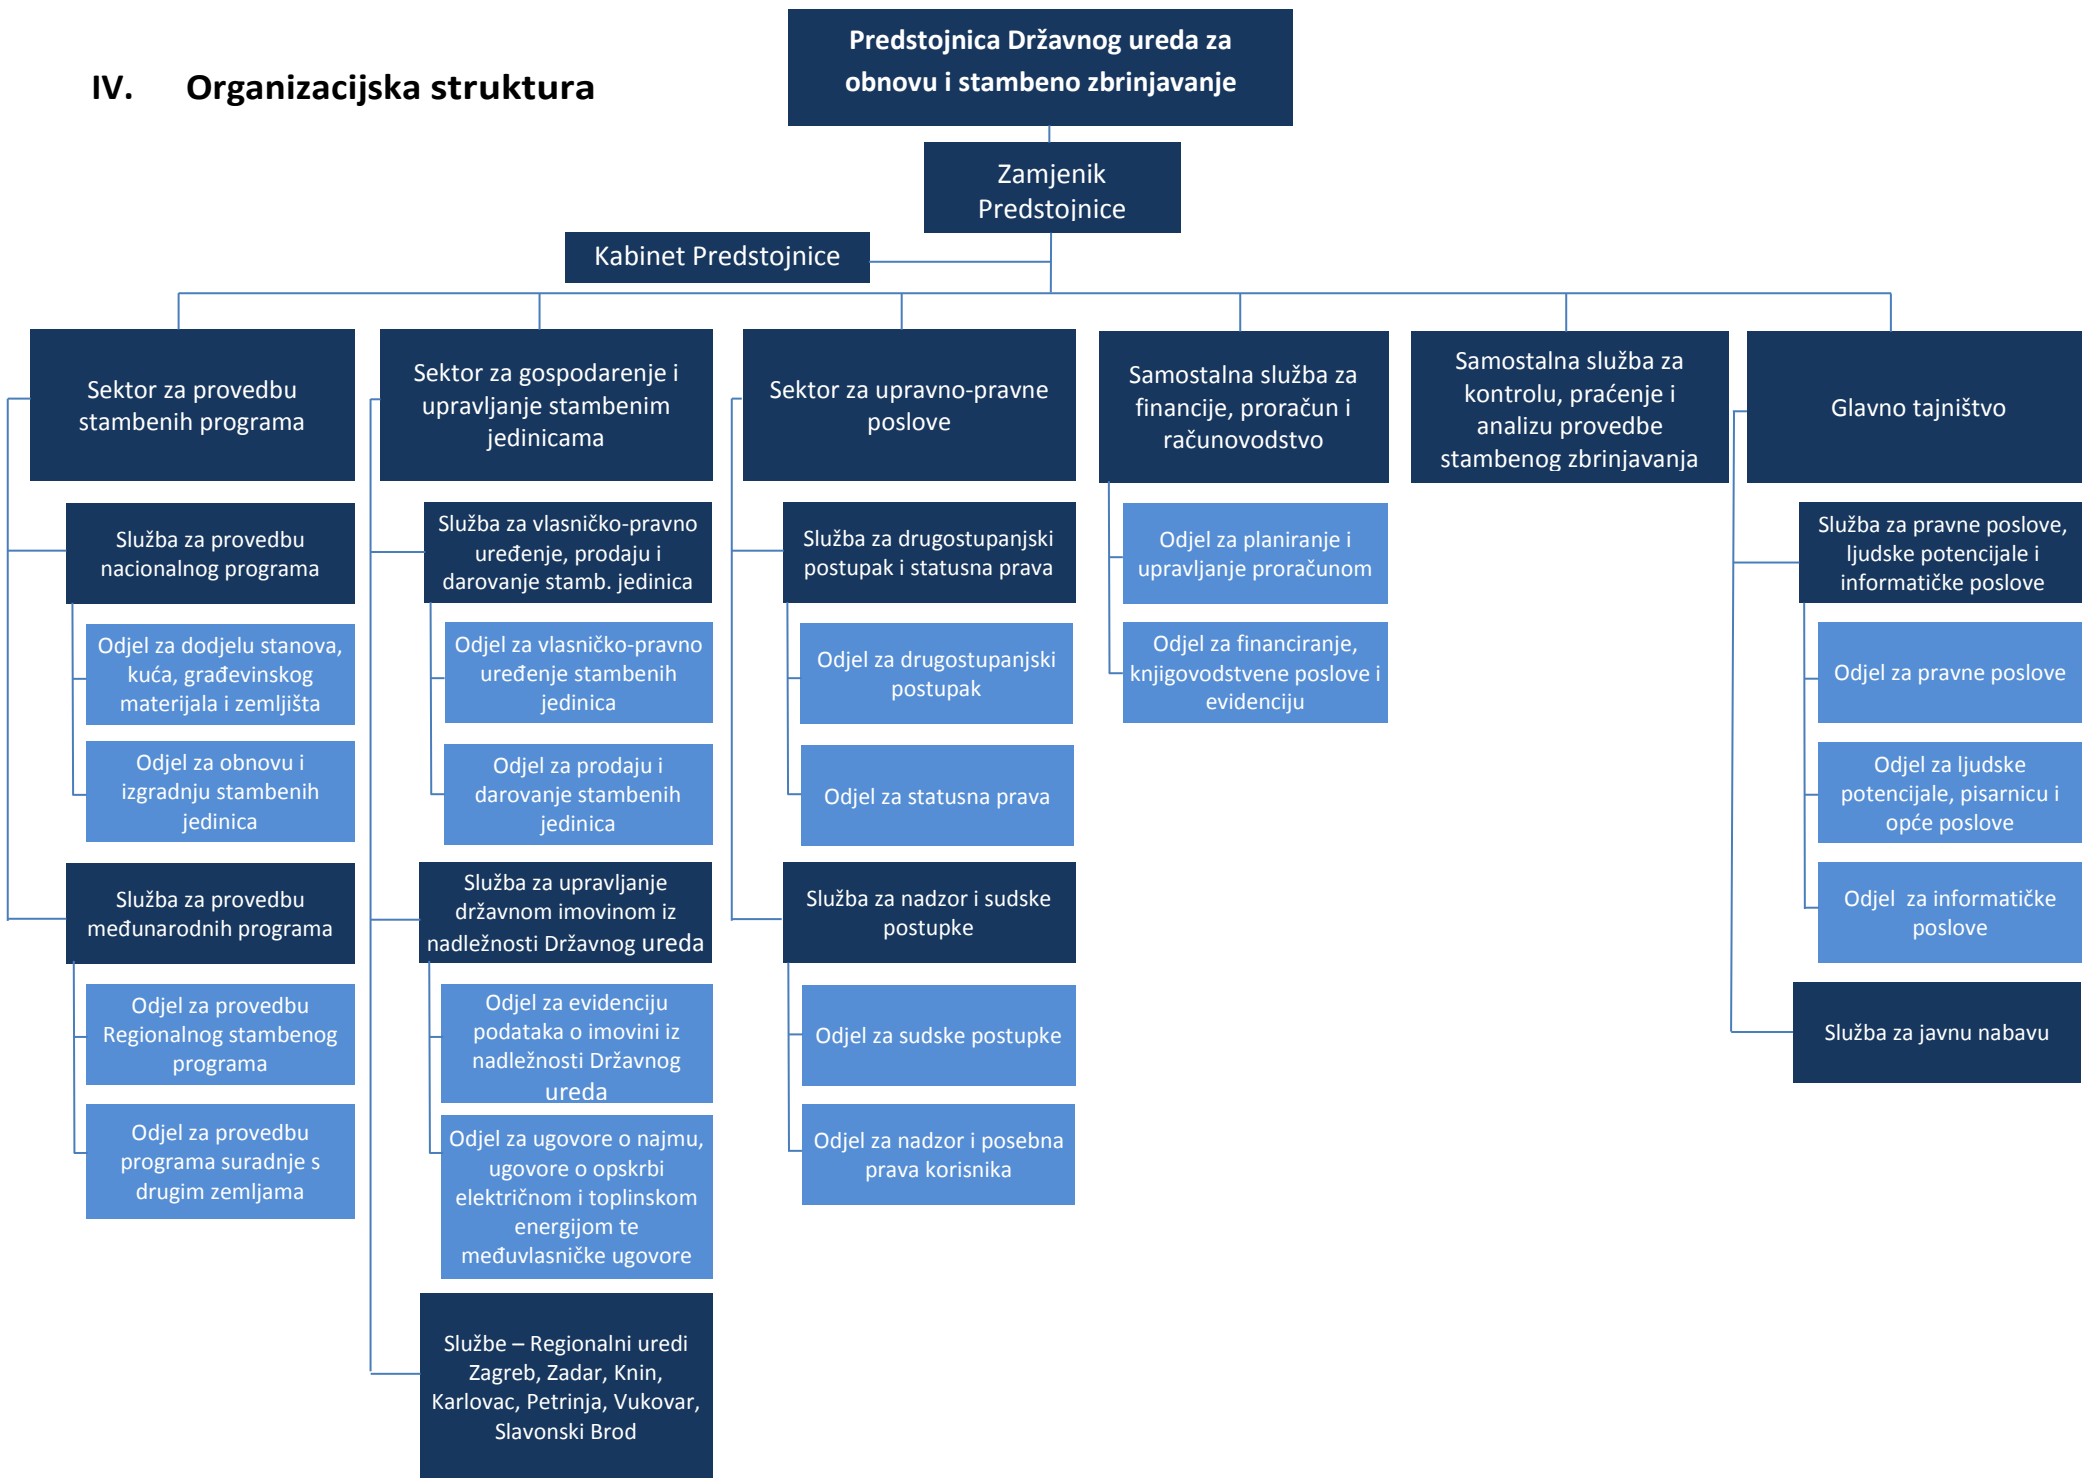 IV. Organizacijska struktura
Predstojnica Državnog ureda za
obnovu i stambeno zbrinjavanje
Zamjenik
Predstojnice
Kabinet Predstojnice
Sektor za provedbu
stambenih programa
Služba za provedbu
nacionalnog programa
Odjel za dodjelu stanova,
kuća, građevinskog
materijala i zemljišta
Odjel za obnovu i
izgradnju stambenih
jedinica
Služba za provedbu
međunarodnih programa
Odjel za provedbu
Regionalnog stambenog
programa
Odjel za provedbu
programa suradnje s
drugim zemljama
Sektor za gospodarenje i
upravljanje stambenim
jedinicama
Služba za vlasničko-pravno
uređenje, prodaju i
darovanje stamb. jedinica
Odjel za vlasničko-pravno
uređenje stambenih
jedinica
Odjel za prodaju i
darovanje stambenih
jedinica
Služba za upravljanje
državnom imovinom iz
nadležnosti Državnog ureda
Odjel za evidenciju
podataka o imovini iz
nadležnosti Državnog
ureda
Odjel za ugovore o najmu,
ugovore o opskrbi
električnom i toplinskom
energijom te
međuvlasničke ugovore
Službe – Regionalni uredi
Zagreb, Zadar, Knin,
Karlovac, Petrinja, Vukovar,
Slavonski Brod
Sektor za upravno-pravne
poslove
Služba za drugostupanjski
postupak i statusna prava
Odjel za drugostupanjski
postupak
Odjel za statusna prava
Služba za nadzor i sudske
postupke
Odjel za sudske postupke
Odjel za nadzor i posebna
prava korisnika
Samostalna služba za
financije, proračun i
računovodstvo
Odjel za planiranje i
upravljanje proračunom
Odjel za financiranje,
knjigovodstvene poslove i
evidenciju
Samostalna služba za
kontrolu, praćenje i
analizu provedbe
stambenog zbrinjavanja
Glavno tajništvo
Služba za pravne poslove,
ljudske potencijale i
informatičke poslove
Odjel za pravne poslove
Odjel za ljudske
potencijale, pisarnicu i
opće poslove
Odjel za informatičke
poslove
Služba za javnu nabavu